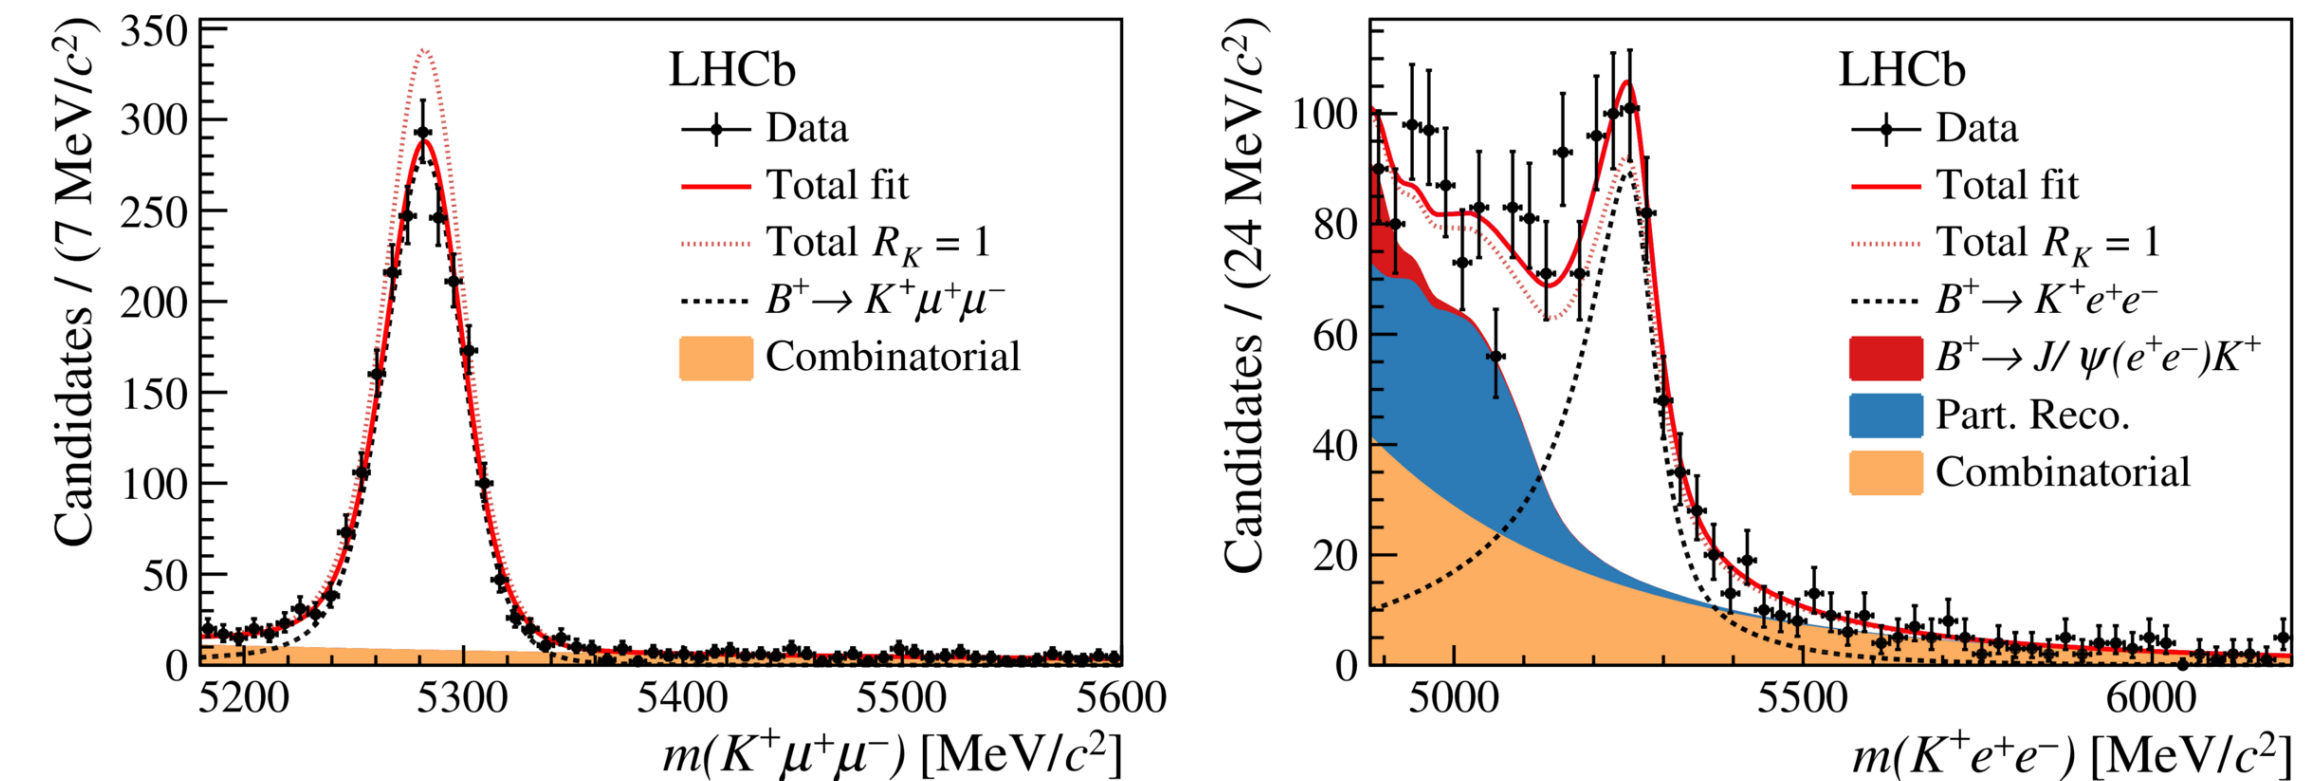 Candidates / (7 MeV/c²)
350
300
250
200
150
100
50
0
LHCb
Data
Total fit
Total R_K = 1
B⁺→ K⁺μ⁺μ⁻
Combinatorial
5200 5300 5400 5500 5600
m(K⁺μ⁺μ⁻) [MeV/c²]
Candidates / (24 MeV/c²)
100
80
60
40
20
0
LHCb
Data
Total fit
Total R_K = 1
B⁺→ K⁺e⁺e⁻
B⁺→ J/ ψ(e⁺e⁻)K⁺
Part. Reco.
Combinatorial
5000 5500 6000
m(K⁺e⁺e⁻) [MeV/c²]